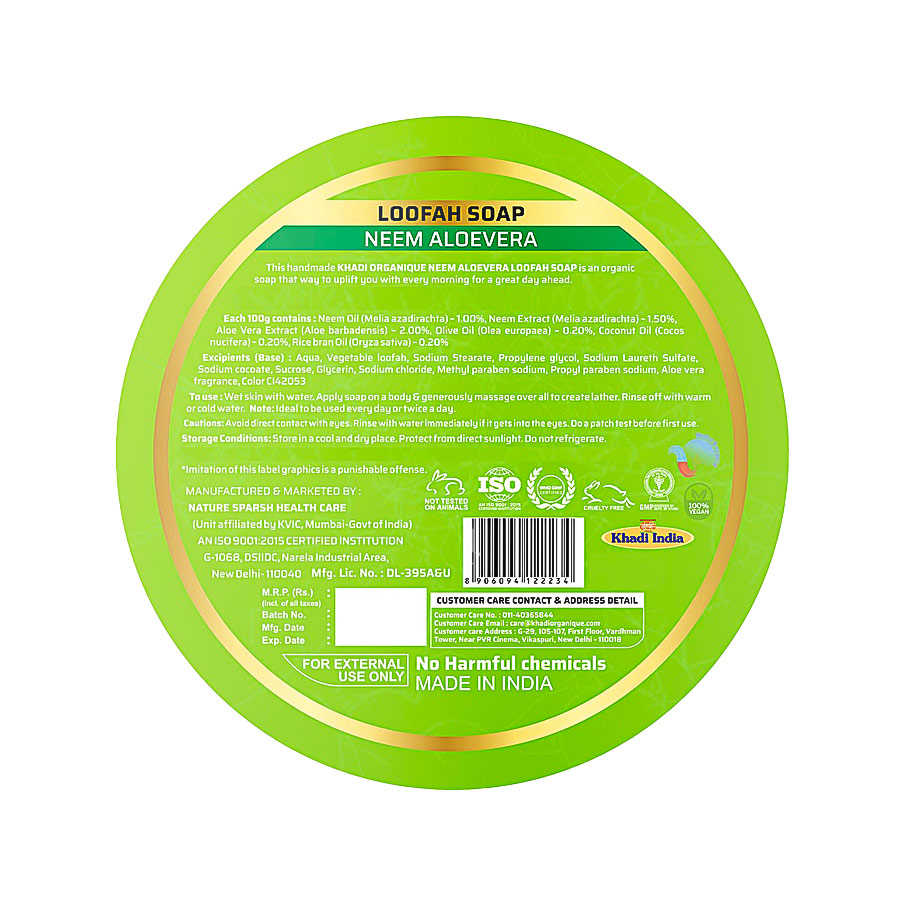 LOOFAH SOAP
NEEM ALOEVERA
This handmade KHADI ORGANIQUE NEEM ALOEVERA LOOFAH SOAP is an organic
soap that way to uplift you with every morning for a great day ahead.
Each 100g contains : Neem Oil (Melia azadirachta) - 1.00%, Neem Extract (Melia azadirachta) - 1.50%,
Aloe Vera Extract (Aloe barbadensis) - 2.00%, Olive Oil (Olea europaea) - 0.20%, Coconut Oil (Cocos
nucifera) - 0.20%, Rice bran Oil (Oryza sativa) - 0.20%
Excipients (Base) : Aqua, Vegetable loofah, Sodium Stearate, Propylene glycol, Sodium Laureth Sulfate,
Sodium cocoate, Sucrose, Glycerin, Sodium chloride, Methyl paraben sodium, Propyl paraben sodium, Aloe vera
fragrance, Color CI 42053
To use : Wet skin with water. Apply soap on a body & generously massage over all to create lather. Rinse off with warm
or cold water. Note: Ideal to be used every day or twice a day.
Cautions: Avoid direct contact with eyes. Rinse with water immediately if it gets into the eyes. Do a patch test before first use.
Storage Conditions: Store in a cool and dry place. Protect from direct sunlight. Do not refrigerate.
*Imitation of this label graphics is a punishable offense.
MANUFACTURED & MARKETED BY :
NATURE SPARSH HEALTH CARE
(Unit affiliated by KVIC, Mumbai-Govt of India)
AN ISO 9001:2015 CERTIFIED INSTITUTION
G-1068, DSIIDC, Narela Industrial Area,
New Delhi-110040 Mfg. Lic. No. : DL-395A&U
NOT TESTED
ON ANIMALS
ISO
AN ISO 9001 : 2015
CERTIFIED INSTITUTION
WHO GMP
CERTIFIED
CRUELTY FREE
GMP
100%
VEGAN
Khadi India
8 906094 122234
M.R.P. (Rs.) :
(incl. of all taxes) :
Batch No. :
Mfg. Date :
Exp. Date :
CUSTOMER CARE CONTACT & ADDRESS DETAIL
Customer Care No. : 011-40365844
Customer Care Email : care@khadiorganique.com
Customer care Address : G-29, 105-107, First Floor, Vardhman
Tower, Near PVR Cinema, Vikaspuri, New Delhi - 110018
FOR EXTERNAL
USE ONLY
No Harmful chemicals
MADE IN INDIA